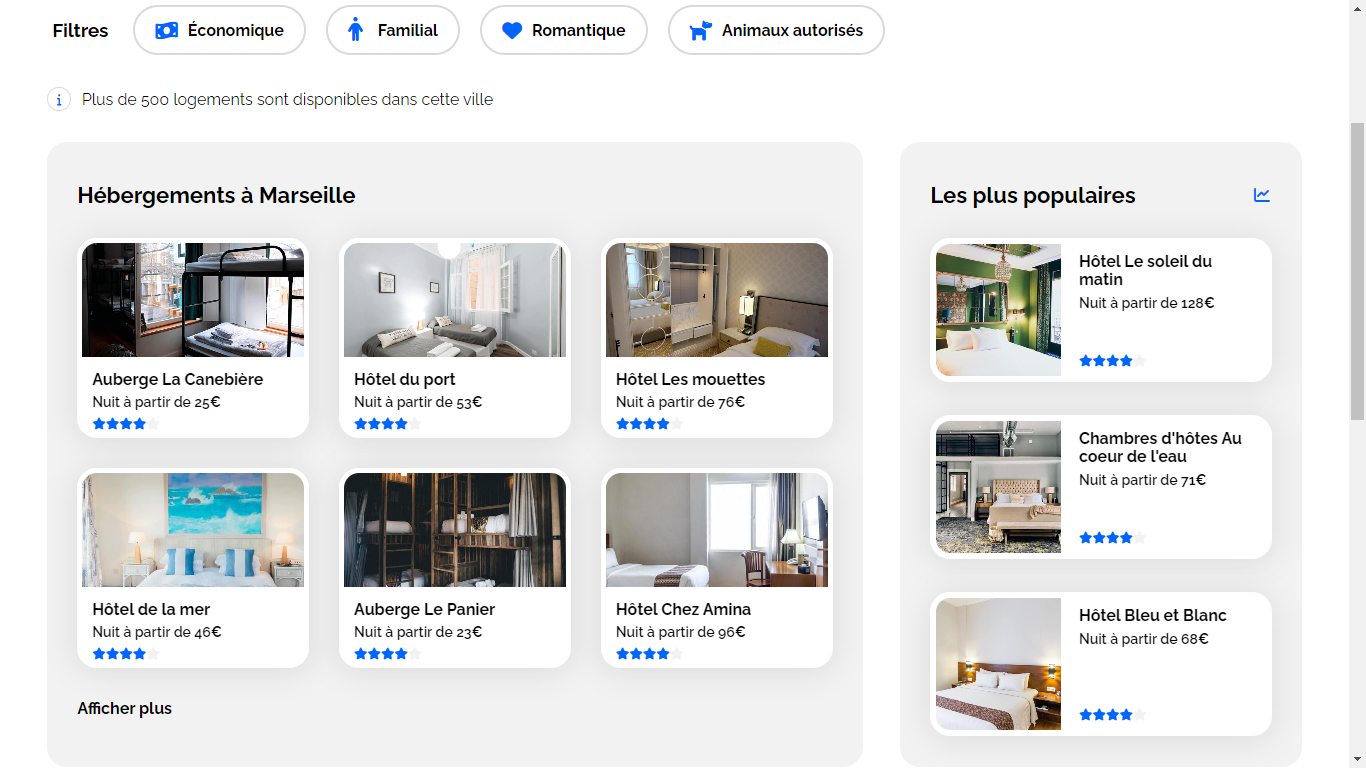 Filtres
Économique
Familial
Romantique
Animaux autorisés
Plus de 500 logements sont disponibles dans cette ville
Hébergements à Marseille
Auberge La Canebière
Nuit à partir de 25€
Hôtel du port
Nuit à partir de 53€
Hôtel Les mouettes
Nuit à partir de 76€
Hôtel de la mer
Nuit à partir de 46€
Auberge Le Panier
Nuit à partir de 23€
Hôtel Chez Amina
Nuit à partir de 96€
Afficher plus
Les plus populaires
Hôtel Le soleil du
matin
Nuit à partir de 128€
Chambres d'hôtes Au
coeur de l'eau
Nuit à partir de 71€
Hôtel Bleu et Blanc
Nuit à partir de 68€